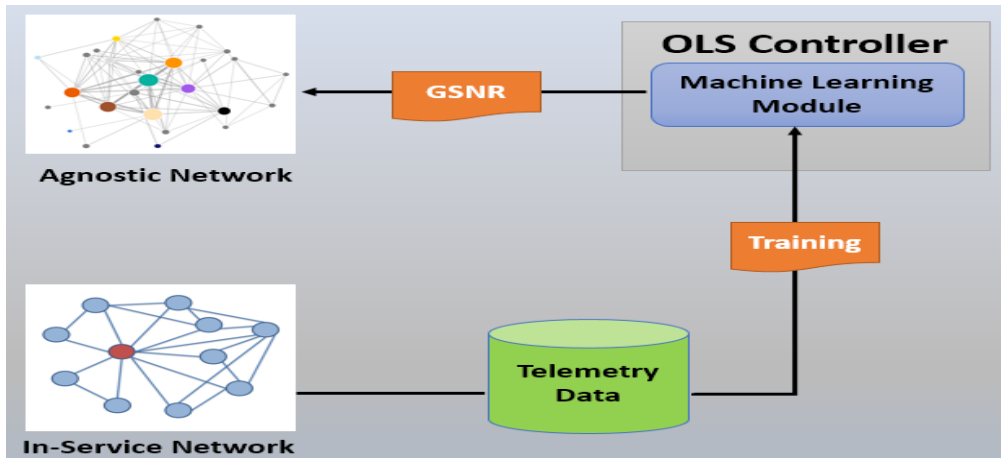 OLS Controller
Machine Learning
Module
GSNR
Agnostic Network
Training
Telemetry
Data
In-Service Network